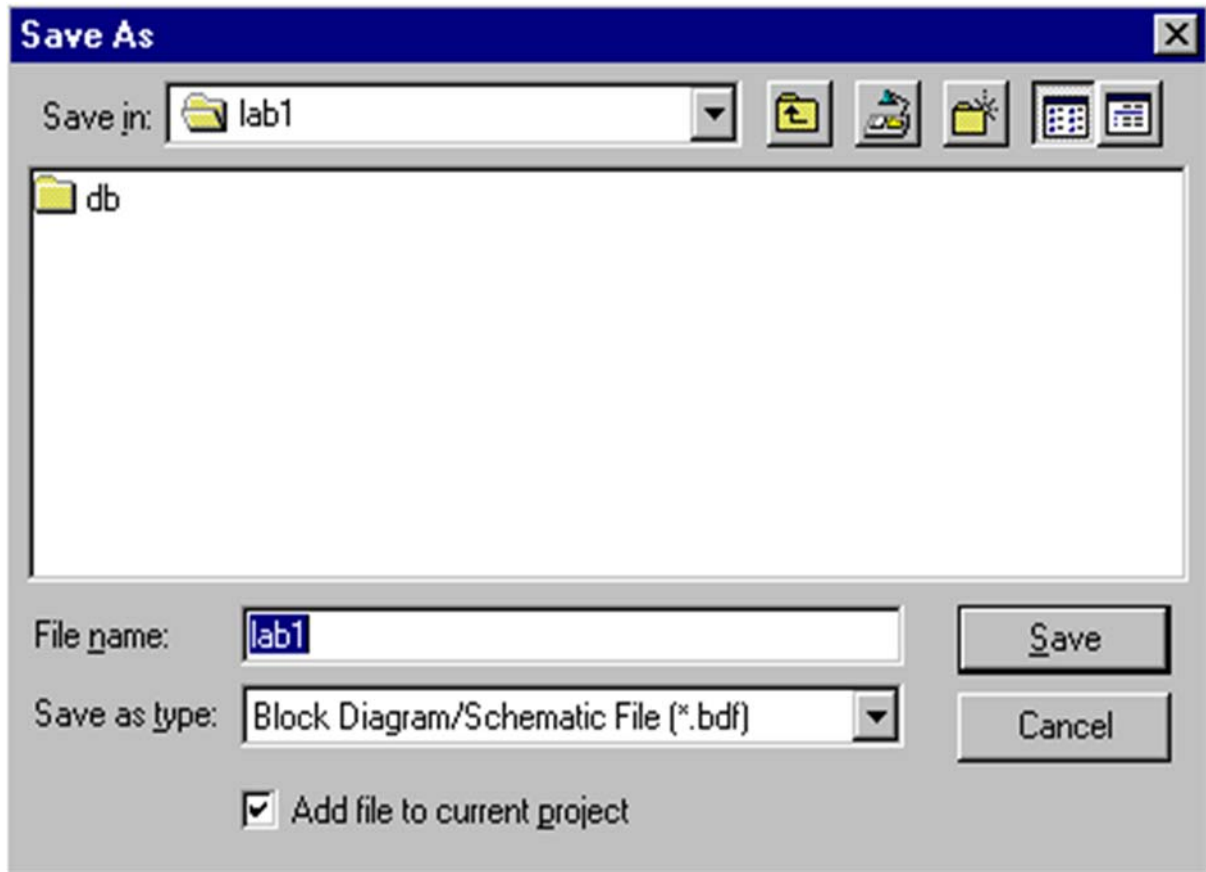 Save As
Save in: lab1
db
File name: lab1 Save
Save as type: Block Diagram/Schematic File (*.bdf) Cancel
Add file to current project